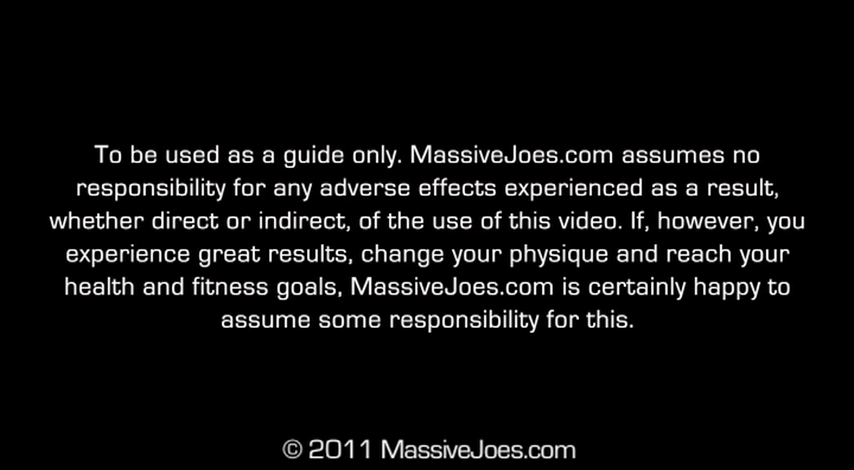 To be used as a guide only. MassiveJoes.com assumes no
responsibility for any adverse effects experienced as a result,
whether direct or indirect, of the use of this video. If, however, you
experience great results, change your physique and reach your
health and fitness goals, MassiveJoes.com is certainly happy to
assume some responsibility for this.
© 2011 MassiveJoes.com